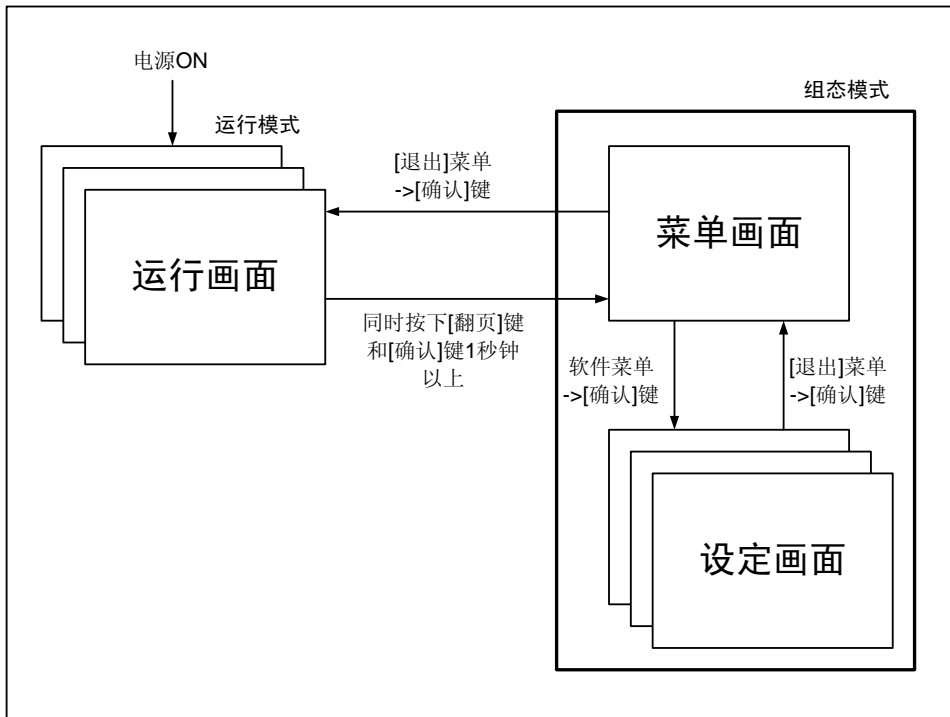 电源ON
组态模式
运行模式
[退出]菜单
->[确认]键
菜单画面
运行画面
同时按下[翻页]键
和[确认]键1秒钟
以上
软件菜单
->[确认]键
[退出]菜单
->[确认]键
设定画面